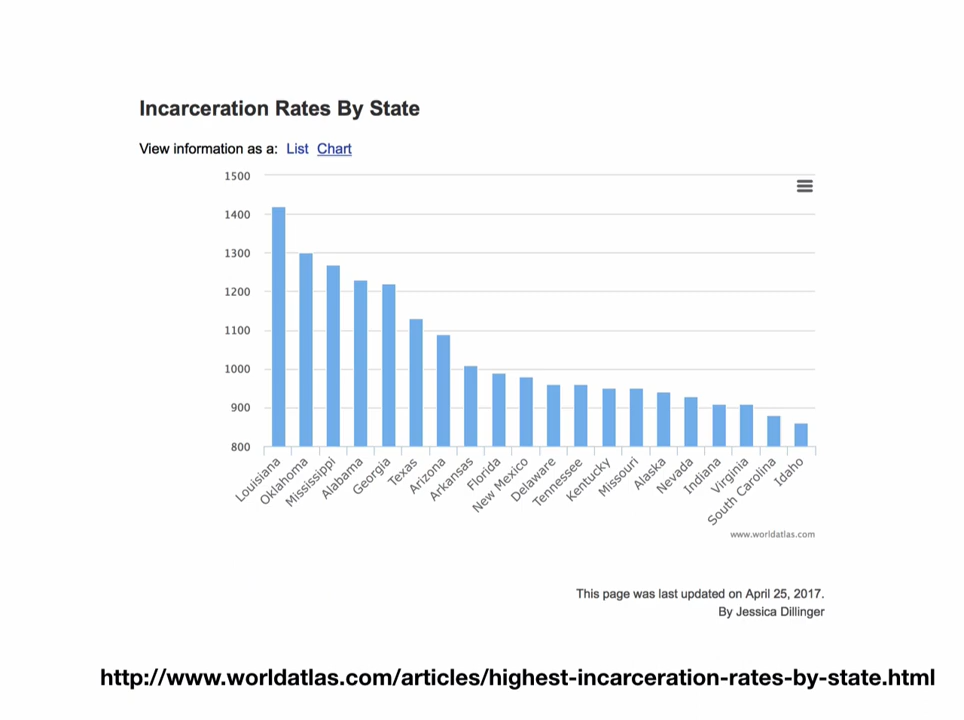 Incarceration Rates By State
View information as a: List Chart
1500
1400
1300
1200
1100
1000
900
800
Louisiana
Oklahoma
Mississippi
Alabama
Georgia
Texas
Arizona
Arkansas
Florida
New Mexico
Delaware
Tennessee
Kentucky
Missouri
Alaska
Nevada
Indiana
Virginia
South Carolina
Idaho
www.worldatlas.com
This page was last updated on April 25, 2017.
By Jessica Dillinger
http://www.worldatlas.com/articles/highest-incarceration-rates-by-state.html